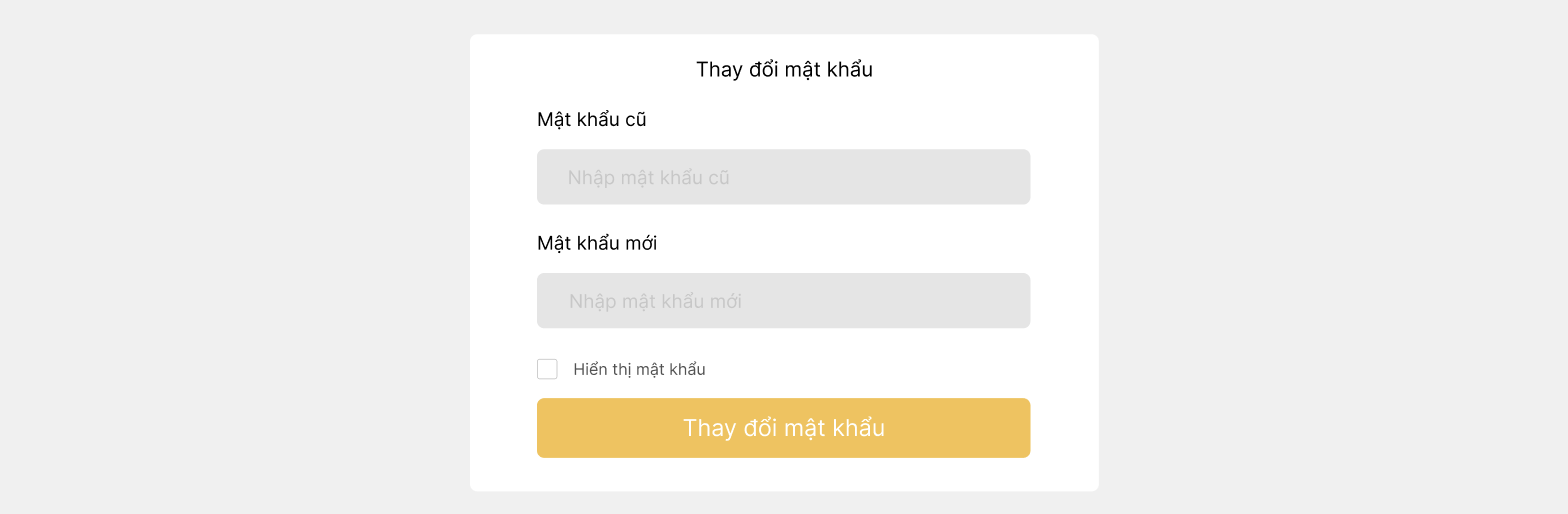 Thay đổi mật khẩu
Mật khẩu cũ
Nhập mật khẩu cũ
Mật khẩu mới
Nhập mật khẩu mới
Hiển thị mật khẩu
Thay đổi mật khẩu